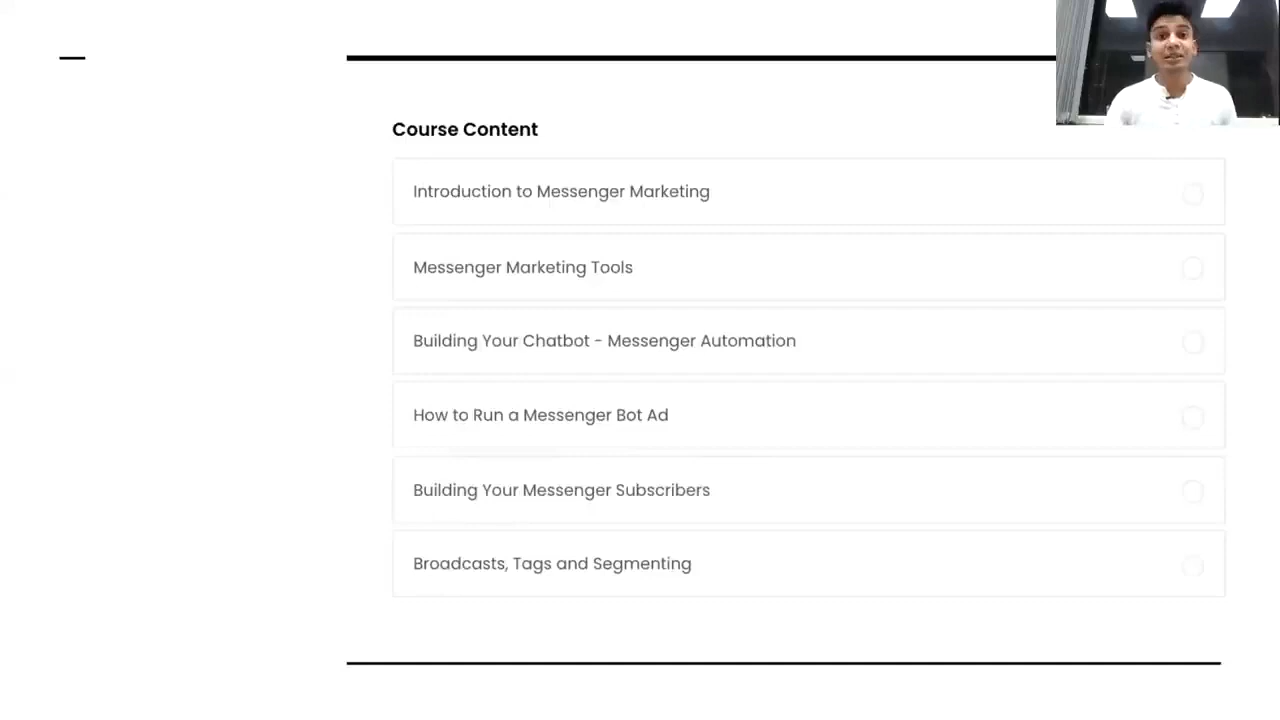 Course Content
Introduction to Messenger Marketing
Messenger Marketing Tools
Building Your Chatbot - Messenger Automation
How to Run a Messenger Bot Ad
Building Your Messenger Subscribers
Broadcasts, Tags and Segmenting